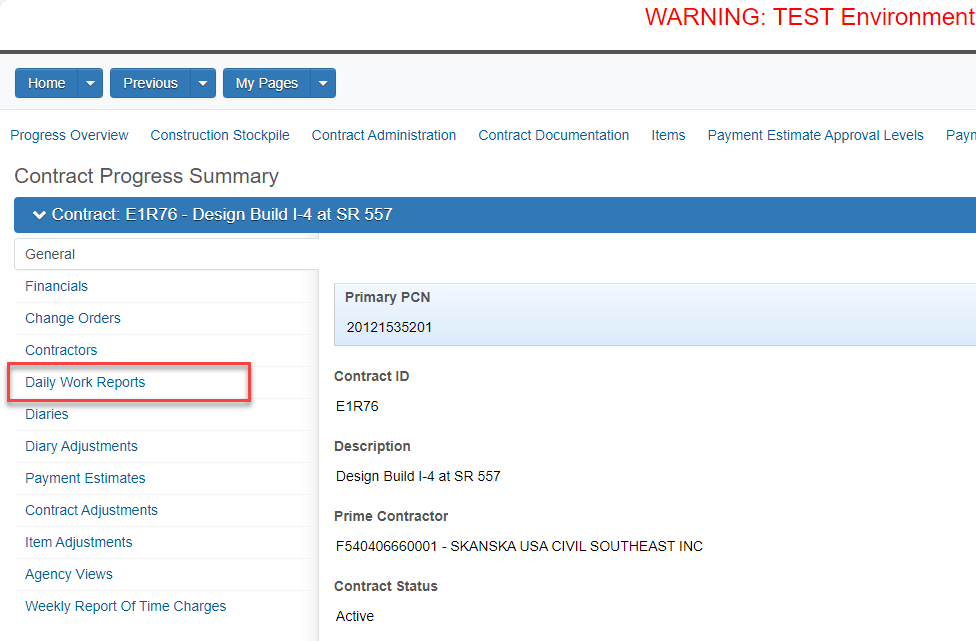 WARNING: TEST Environment
Home Previous My Pages
Progress Overview Construction Stockpile Contract Administration Contract Documentation Items Payment Estimate Approval Levels Paym
Contract Progress Summary
Contract: E1R76 - Design Build I-4 at SR 557
General
Financials
Change Orders
Contractors
Daily Work Reports
Diaries
Diary Adjustments
Payment Estimates
Contract Adjustments
Item Adjustments
Agency Views
Weekly Report Of Time Charges
Primary PCN
20121535201
Contract ID
E1R76
Description
Design Build I-4 at SR 557
Prime Contractor
F540406660001 - SKANSKA USA CIVIL SOUTHEAST INC
Contract Status
Active